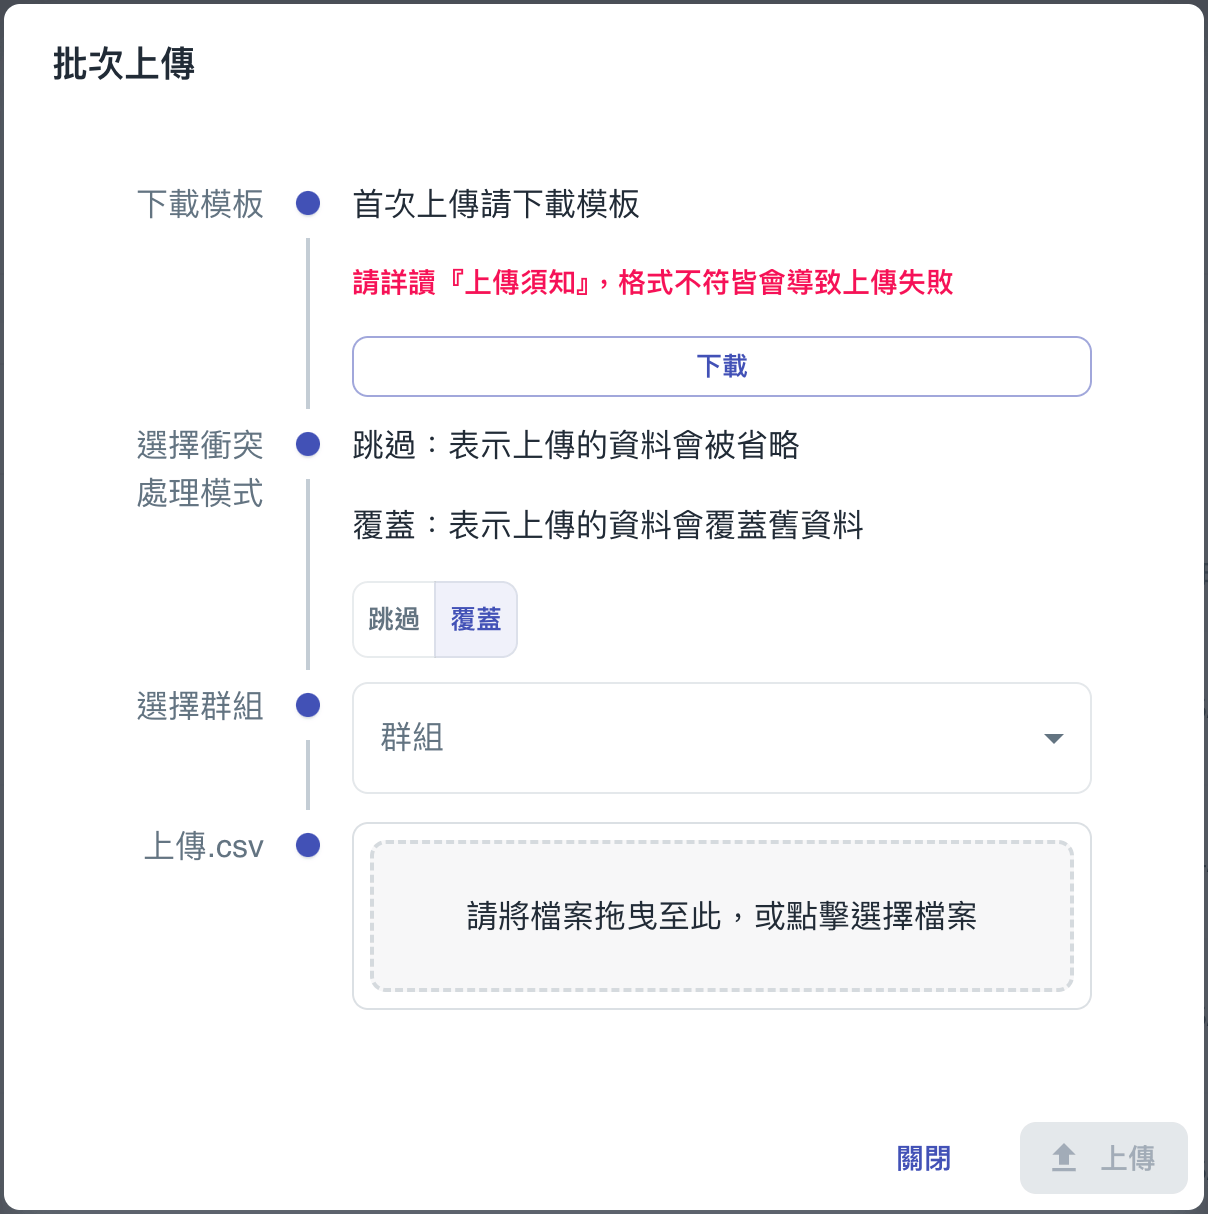 批次上傳
下載模板
首次上傳請下載模板
請詳讀『上傳須知』，格式不符皆會導致上傳失敗
下載
選擇衝突
處理模式
跳過：表示上傳的資料會被省略
覆蓋：表示上傳的資料會覆蓋舊資料
跳過
覆蓋
選擇群組
群組
上傳.csv
請將檔案拖曳至此，或點擊選擇檔案
關閉
上傳